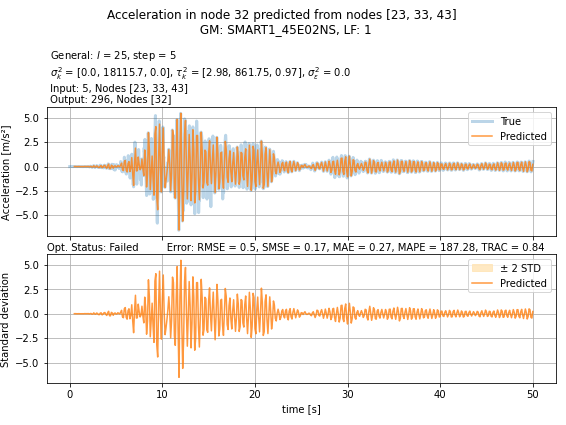 Acceleration in node 32 predicted from nodes [23, 33, 43]
GM: SMART1_45E02NS, LF: 1
General: l = 25, step = 5
σ²ₖ = [0.0, 18115.7, 0.0], τ²ₖ = [2.98, 861.75, 0.97], σ²ε = 0.0
Input: 5, Nodes [23, 33, 43]
Output: 296, Nodes [32]
5.0
2.5
0.0
−2.5
−5.0
Acceleration [m/s²]
True
Predicted
Opt. Status: Failed Error: RMSE = 0.5, SMSE = 0.17, MAE = 0.27, MAPE = 187.28, TRAC = 0.84
5.0
2.5
0.0
−2.5
−5.0
Standard deviation
± 2 STD
Predicted
0 10 20 30 40 50
time [s]